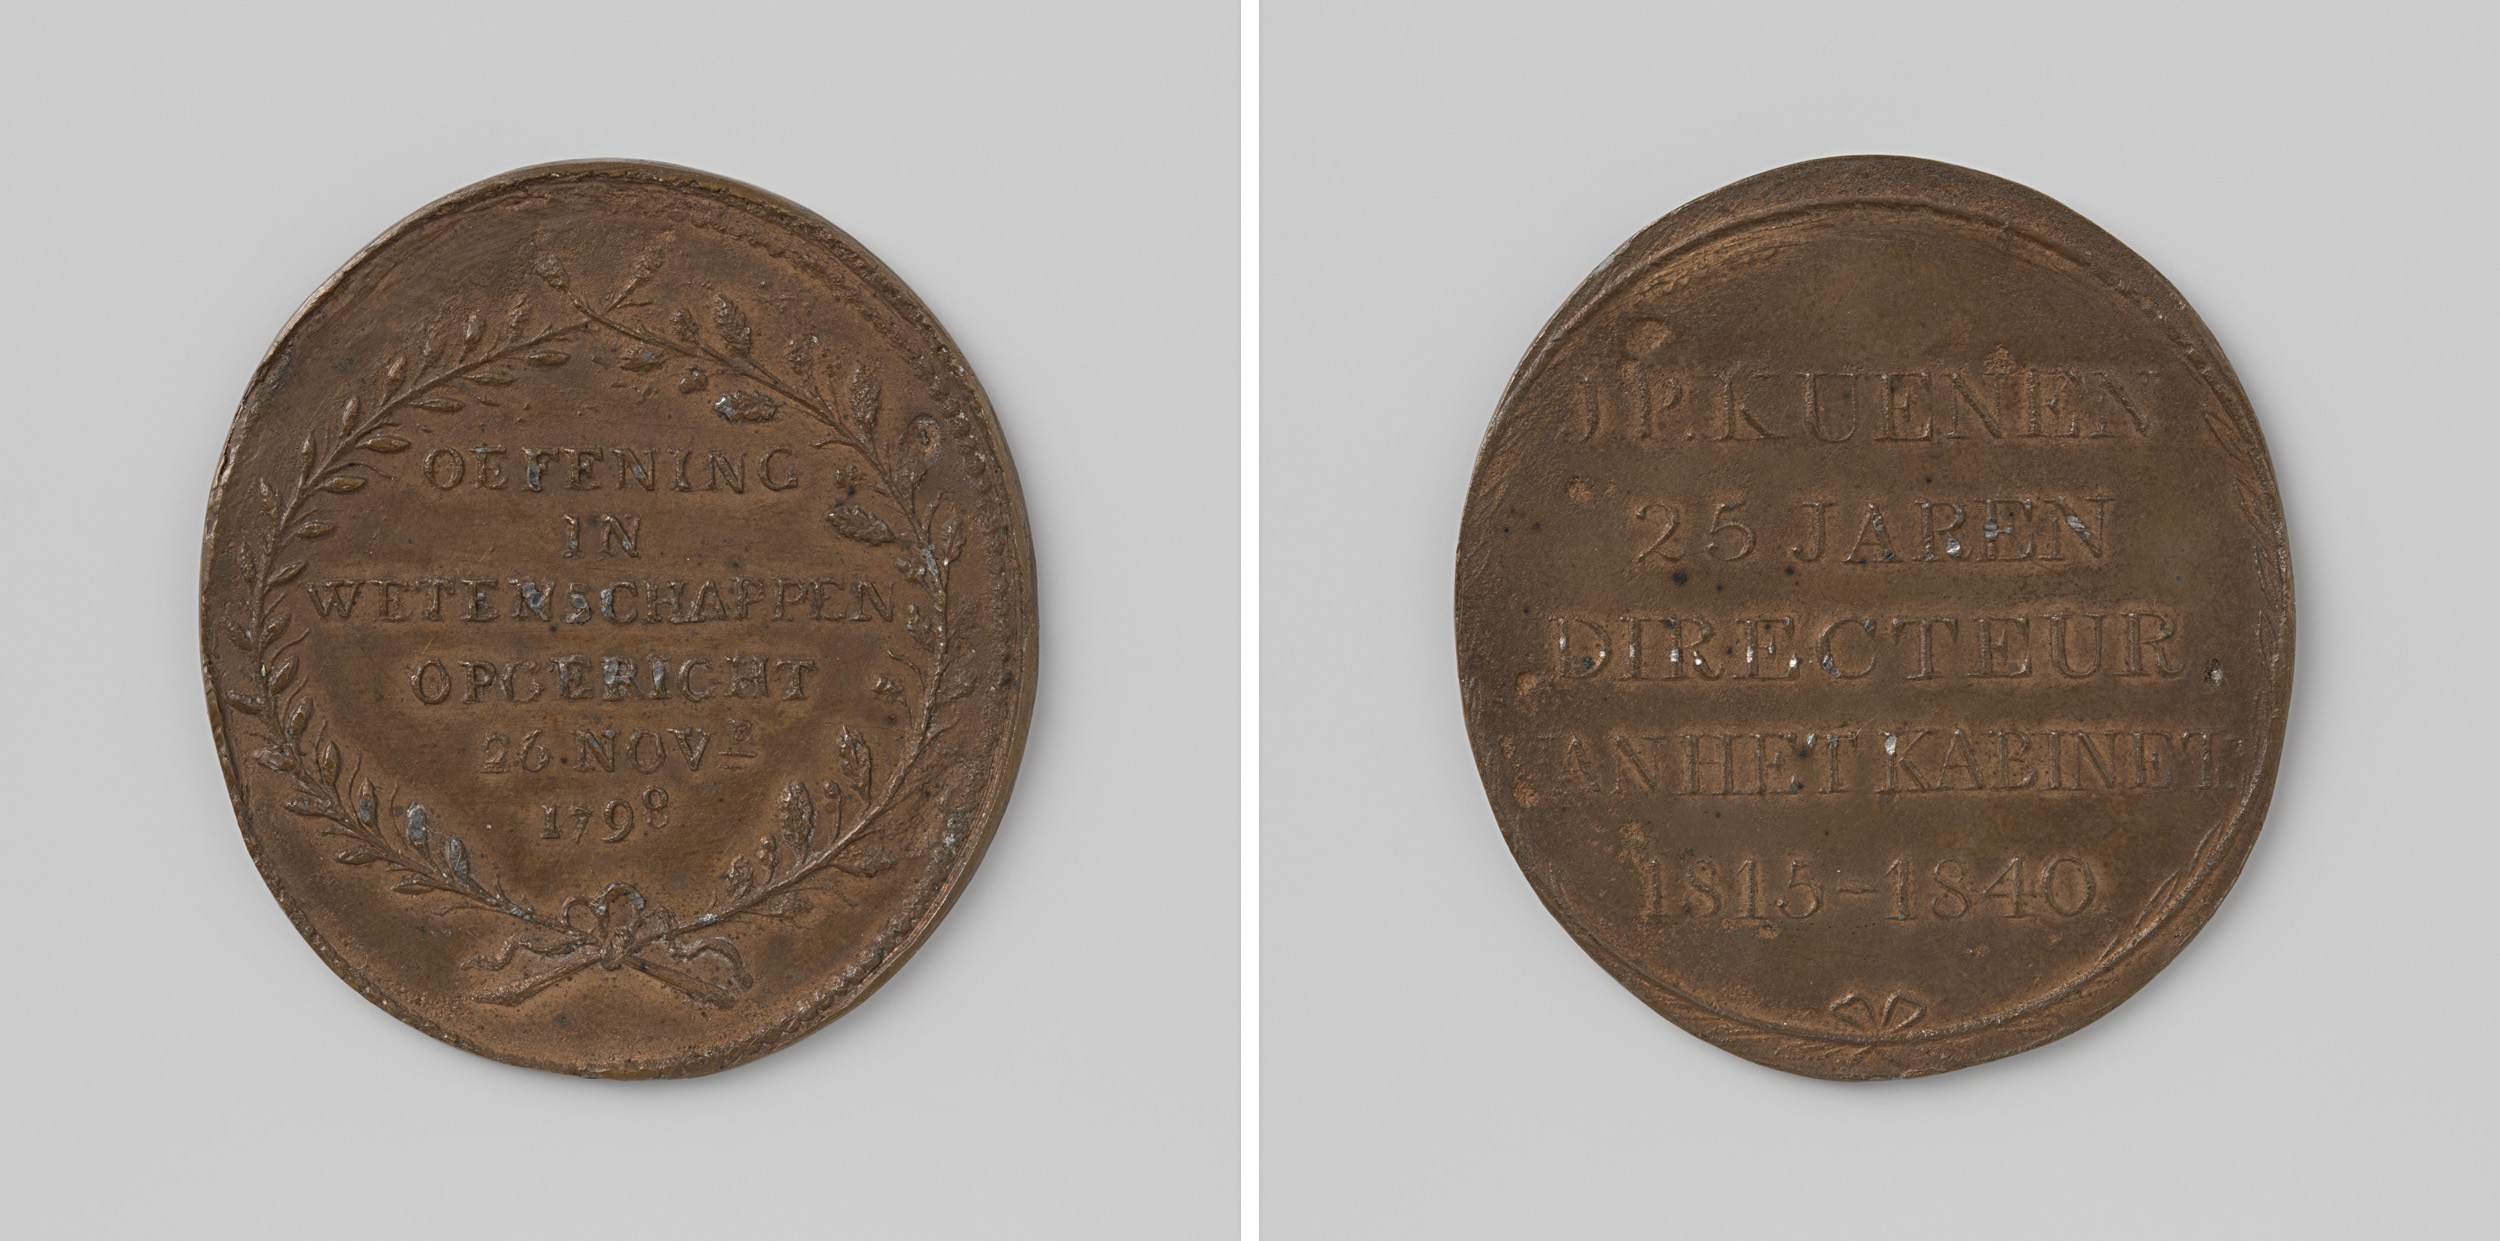 OEFENING
IN
WETENSCHAPPEN
OPGERICHT
26 NOVR
1798
J P. KUENEN
25 JAREN
DIRECTEUR
VAN HET KABINET
1815-1840